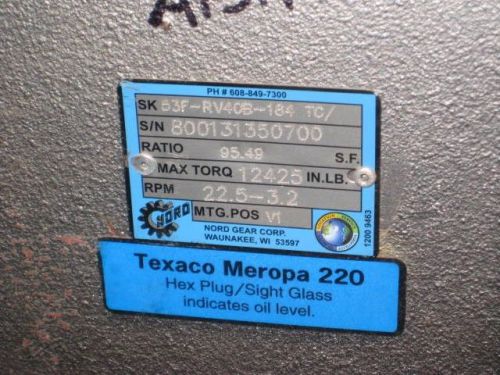 PH # 608-849-7300
SK 63F-RV40B-184 TC/
S/N 800131350700
RATIO 95.49 S.F.
MAX TORQ 12425 IN.LB.
RPM 22.5-3.2
NORD MTG.POS V1
NORD GEAR CORP.
WAUNAKEE, WI 53597
1200 9463
Texaco Meropa 220
Hex Plug/Sight Glass
indicates oil level.